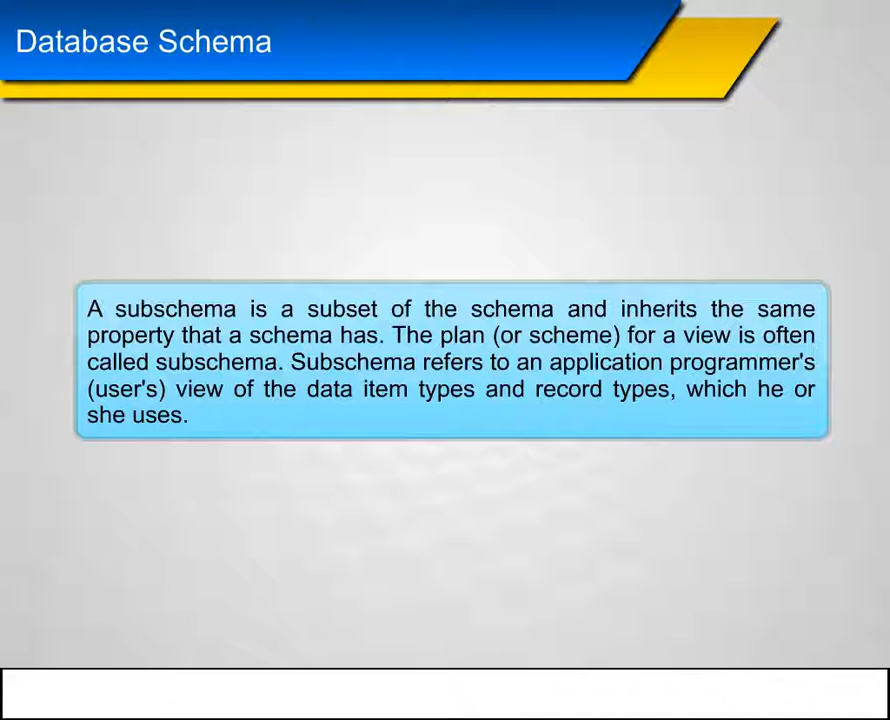 Database Schema
A subschema is a subset of the schema and inherits the same
property that a schema has. The plan (or scheme) for a view is often
called subschema. Subschema refers to an application programmer's
(user's) view of the data item types and record types, which he or
she uses.